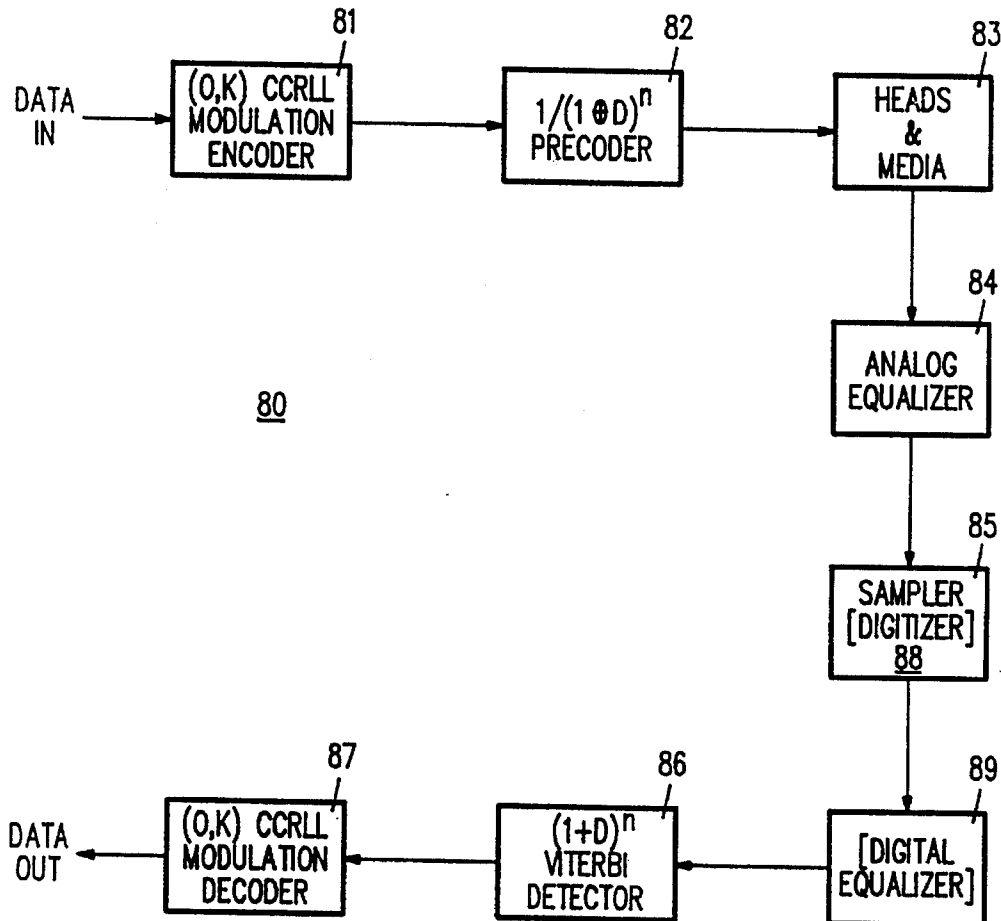 81
82
83
DATA
IN
(0,K) CCRLL
MODULATION
ENCODER
1/(1⊕D)ⁿ
PRECODER
HEADS
&
MEDIA
84
ANALOG
EQUALIZER
80
85
SAMPLER
[DIGITIZER]
88
89
[DIGITAL
EQUALIZER]
86
(1+D)ⁿ
VITERBI
DETECTOR
87
(0,K) CCRLL
MODULATION
DECODER
DATA
OUT